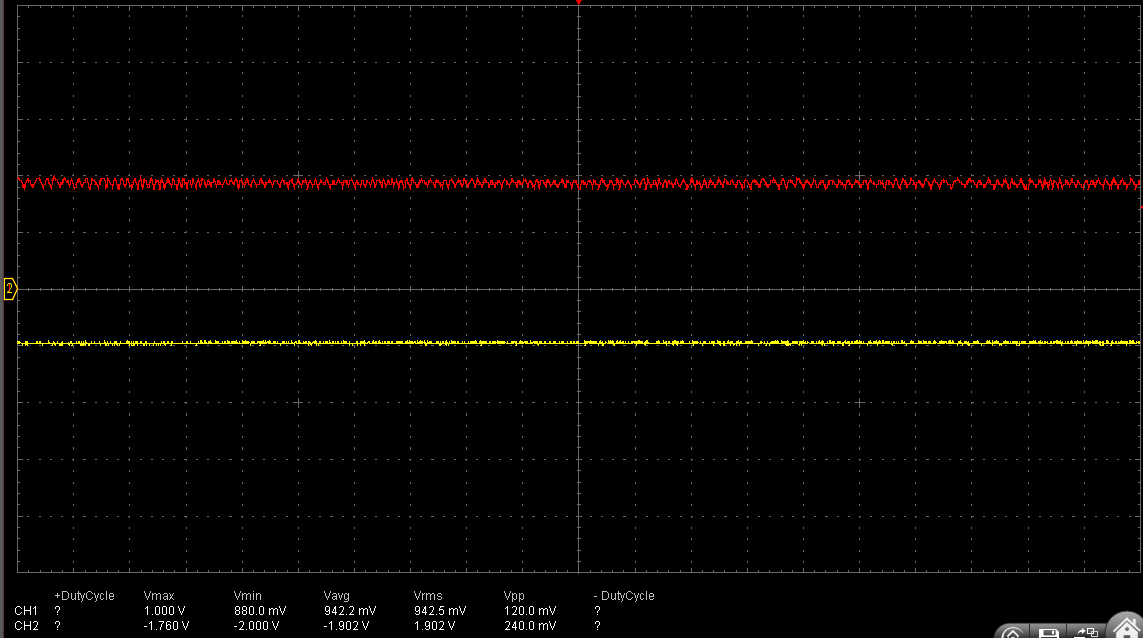 2
+DutyCycle Vmax Vmin Vavg Vrms Vpp - DutyCycle
CH1 ? 1.000 V 880.0 mV 942.2 mV 942.5 mV 120.0 mV ?
CH2 ? -1.760 V -2.000 V -1.902 V 1.902 V 240.0 mV ?